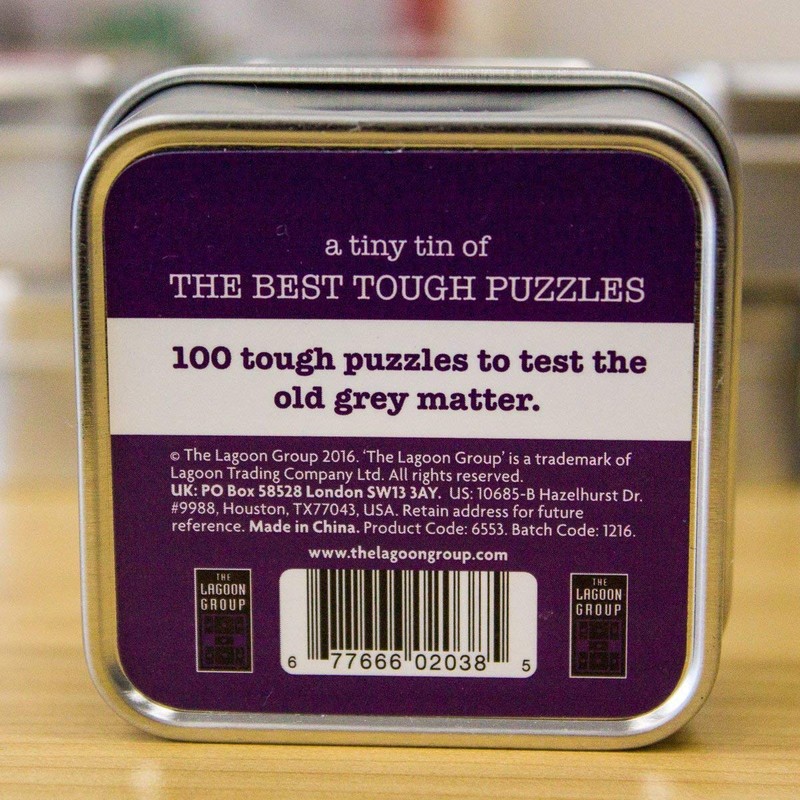 a tiny tin of
THE BEST TOUGH PUZZLES
100 tough puzzles to test the
old grey matter.
© The Lagoon Group 2016. ‘The Lagoon Group’ is a trademark of
Lagoon Trading Company Ltd. All rights reserved.
UK: PO Box 58528 London SW13 3AY. US: 10685-B Hazelhurst Dr.
#9988, Houston, TX77043, USA. Retain address for future
reference. Made in China. Product Code: 6553. Batch Code: 1216.
www.thelagoongroup.com
THE
LAGOON
GROUP
6 77666 02038 5
THE
LAGOON
GROUP